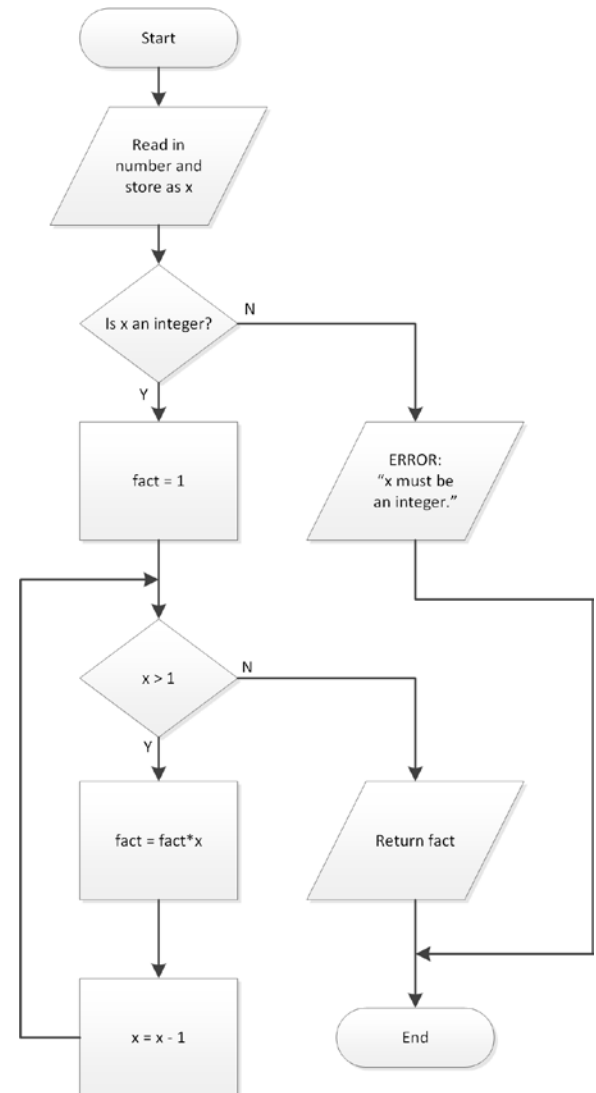 Start
Read in
number and
store as x
Is x an integer?
N
Y
fact = 1
ERROR:
“x must be
an integer.”
x > 1
N
Y
fact = fact*x
Return fact
x = x - 1
End